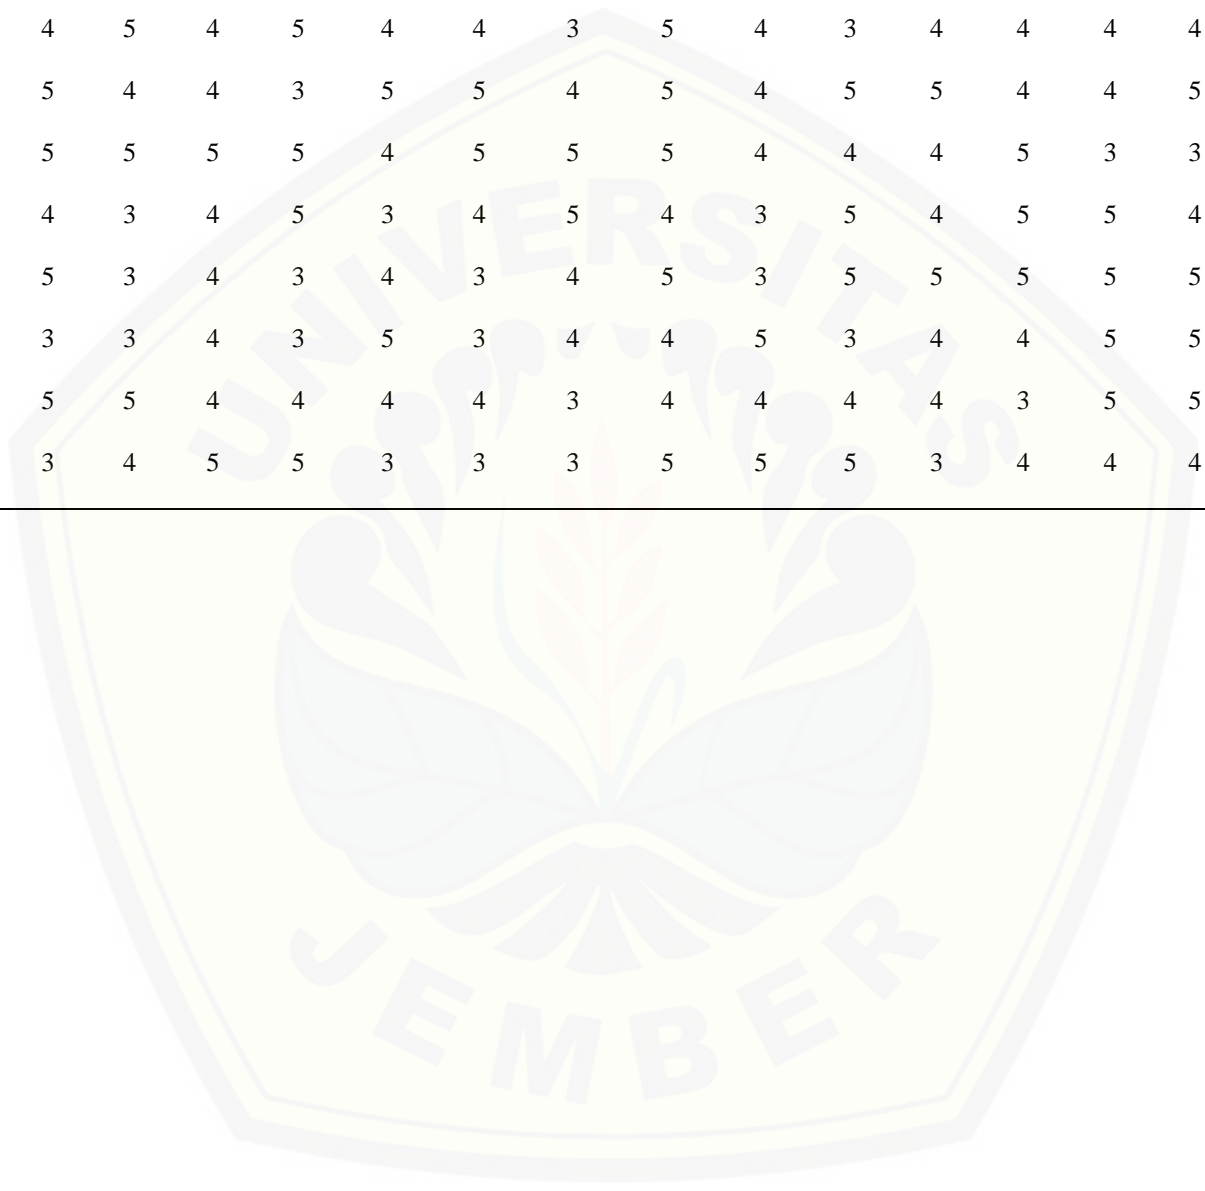 4 5 4 5 4 4 3 5 4 3 4 4 4 4
5 4 4 3 5 5 4 5 4 5 5 4 4 5
5 5 5 5 4 5 5 5 4 4 4 5 3 3
4 3 4 5 3 4 5 4 3 5 4 5 5 4
5 3 4 3 4 3 4 5 3 5 5 5 5 5
3 3 4 3 5 3 4 4 5 3 4 4 5 5
5 5 4 4 4 4 3 4 4 4 4 3 5 5
3 4 5 5 3 3 3 5 5 5 3 4 4 4
UNIVERSITAS
JEMBER